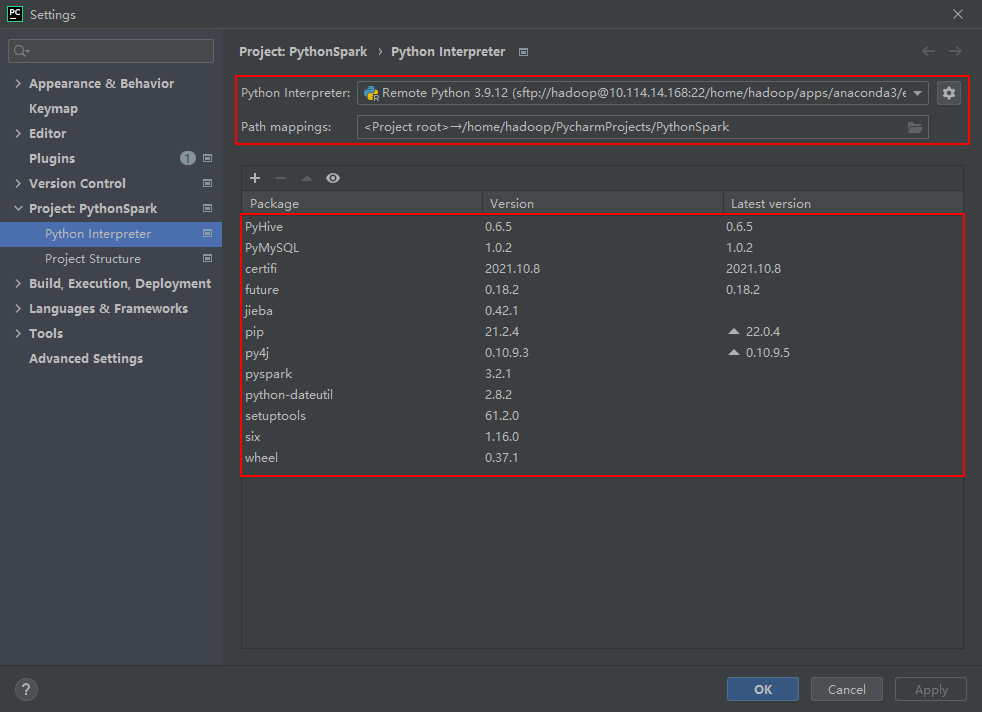 PC Settings
Project: PythonSpark › Python Interpreter
Python Interpreter: Remote Python 3.9.12 (sftp://hadoop@10.114.14.168:22/home/hadoop/apps/anaconda3/e
Path mappings: <Project root>→/home/hadoop/PycharmProjects/PythonSpark
Appearance & Behavior
Keymap
Editor
Plugins 1
Version Control
Project: PythonSpark
Python Interpreter
Project Structure
Build, Execution, Deployment
Languages & Frameworks
Tools
Advanced Settings
Package Version Latest version
PyHive 0.6.5 0.6.5
PyMySQL 1.0.2 1.0.2
certifi 2021.10.8 2021.10.8
future 0.18.2 0.18.2
jieba 0.42.1
pip 21.2.4 22.0.4
py4j 0.10.9.3 0.10.9.5
pyspark 3.2.1
python-dateutil 2.8.2
setuptools 61.2.0
six 1.16.0
wheel 0.37.1
? OK Cancel Apply